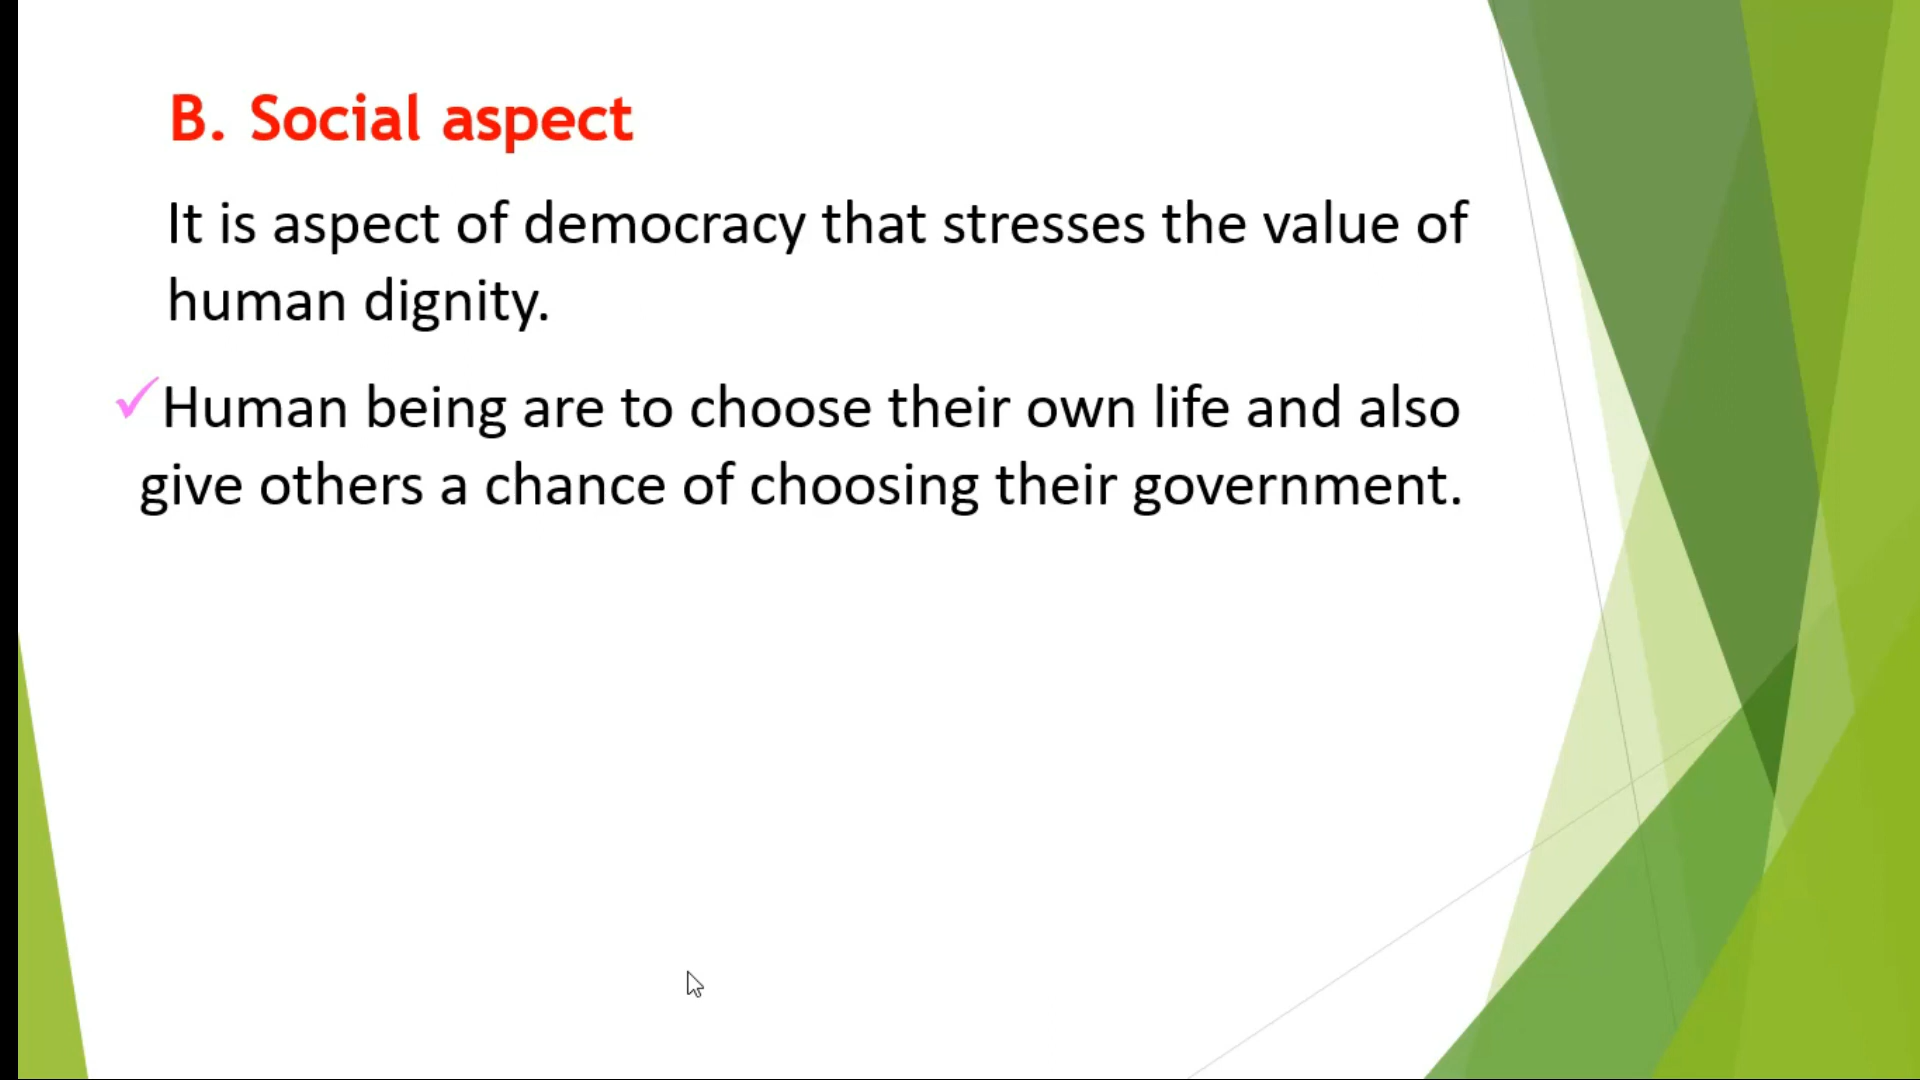 B. Social aspect
It is aspect of democracy that stresses the value of
human dignity.
✓Human being are to choose their own life and also
give others a chance of choosing their government.